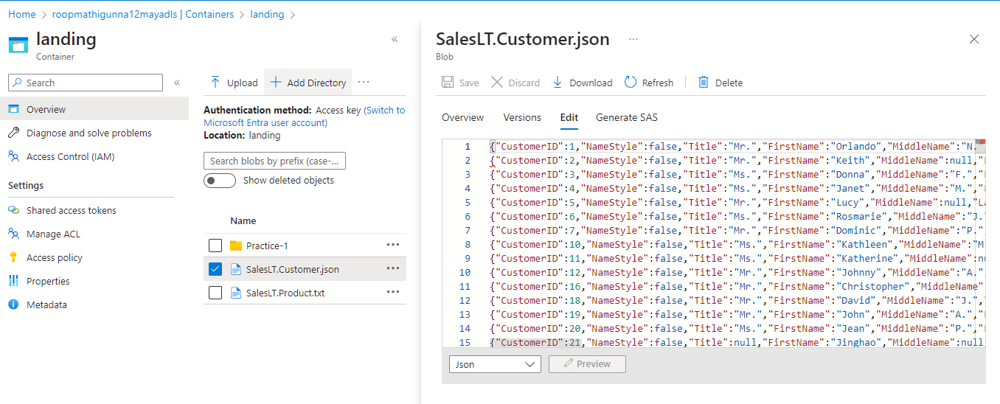 Home > roopmathigunna12mayadls | Containers > landing >
landing
Container
Search
Overview
Diagnose and solve problems
Access Control (IAM)
Settings
Shared access tokens
Manage ACL
Access policy
Properties
Metadata
Upload
Add Directory
Authentication method: Access key (Switch to
Microsoft Entra user account)
Location: landing
Search blobs by prefix (case-...
Show deleted objects
Name
Practice-1
SalesLT.Customer.json
SalesLT.Product.txt
SalesLT.Customer.json
Blob
Save Discard Download Refresh Delete
Overview Versions Edit Generate SAS
1 {"CustomerID":1,"NameStyle":false,"Title":"Mr.","FirstName":"Orlando","MiddleName":"N."
2 {"CustomerID":2,"NameStyle":false,"Title":"Mr.","FirstName":"Keith","MiddleName":null,"
3 {"CustomerID":3,"NameStyle":false,"Title":"Ms.","FirstName":"Donna","MiddleName":"F.","
4 {"CustomerID":4,"NameStyle":false,"Title":"Ms.","FirstName":"Janet","MiddleName":"M.","
5 {"CustomerID":5,"NameStyle":false,"Title":"Mr.","FirstName":"Lucy","MiddleName":null,"La
6 {"CustomerID":6,"NameStyle":false,"Title":"Ms.","FirstName":"Rosmarie","MiddleName":"J.
7 {"CustomerID":7,"NameStyle":false,"Title":"Mr.","FirstName":"Dominic","MiddleName":"P.
8 {"CustomerID":10,"NameStyle":false,"Title":"Ms.","FirstName":"Kathleen","MiddleName":"M
9 {"CustomerID":11,"NameStyle":false,"Title":"Ms.","FirstName":"Katherine","MiddleName":nu
10 {"CustomerID":12,"NameStyle":false,"Title":"Mr.","FirstName":"Johnny","MiddleName":"A.
11 {"CustomerID":16,"NameStyle":false,"Title":"Mr.","FirstName":"Christopher","MiddleName"
12 {"CustomerID":18,"NameStyle":false,"Title":"Mr.","FirstName":"David","MiddleName":"J.",
13 {"CustomerID":19,"NameStyle":false,"Title":"Mr.","FirstName":"John","MiddleName":"A.","
14 {"CustomerID":20,"NameStyle":false,"Title":"Ms.","FirstName":"Jean","MiddleName":"P.","
15 {"CustomerID":21,"NameStyle":false,"Title":null,"FirstName":"Jinghao","MiddleName":null
Json
Preview